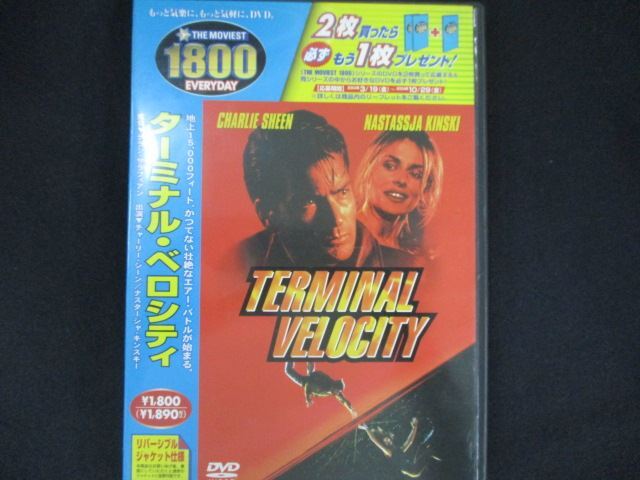 もっと気楽に、もっと気軽に、DVD。
THE MOVIEST
1800
EVERYDAY
2枚買ったら
必ずもう1枚プレゼント!
ターミナル・ベロシティ
地上15,000フィート、かつてない壮絶なエアー・バトルが始まる。
出演▼チャーリー・シーン/ナスターシャ・キンスキー
¥1,800
リバーシブル
ジャケット仕様
CHARLIE SHEEN
NASTASSJA KINSKI
TERMINAL
VELOCITY
DVD